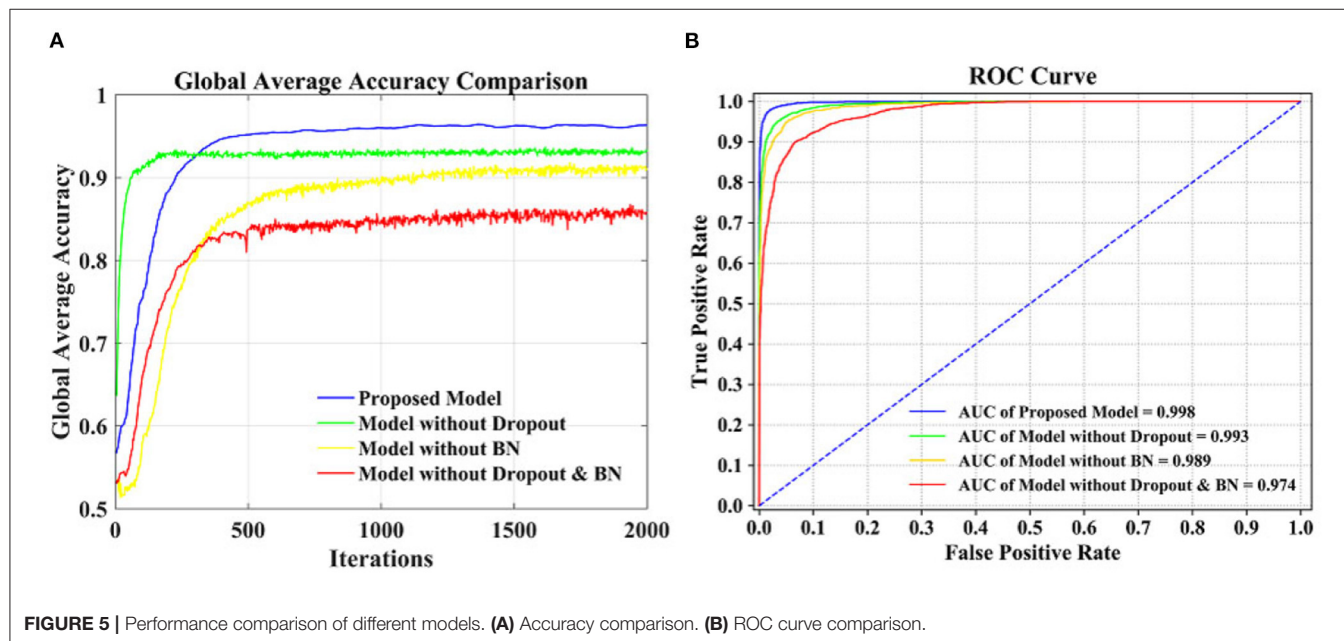 A
Global Average Accuracy Comparison
1
0.9
0.8
0.7
0.6
0.5
Global Average Accuracy
Proposed Model
Model without Dropout
Model without BN
Model without Dropout & BN
0
500
1000
1500
2000
Iterations
B
ROC Curve
1.0
0.9
0.8
0.7
0.6
0.5
0.4
0.3
0.2
0.1
0.0
True Positive Rate
AUC of Proposed Model = 0.998
AUC of Model without Dropout = 0.993
AUC of Model without BN = 0.989
AUC of Model without Dropout & BN = 0.974
0.0 0.1 0.2 0.3 0.4 0.5 0.6 0.7 0.8 0.9 1.0
False Positive Rate
FIGURE 5 | Performance comparison of different models. (A) Accuracy comparison. (B) ROC curve comparison.